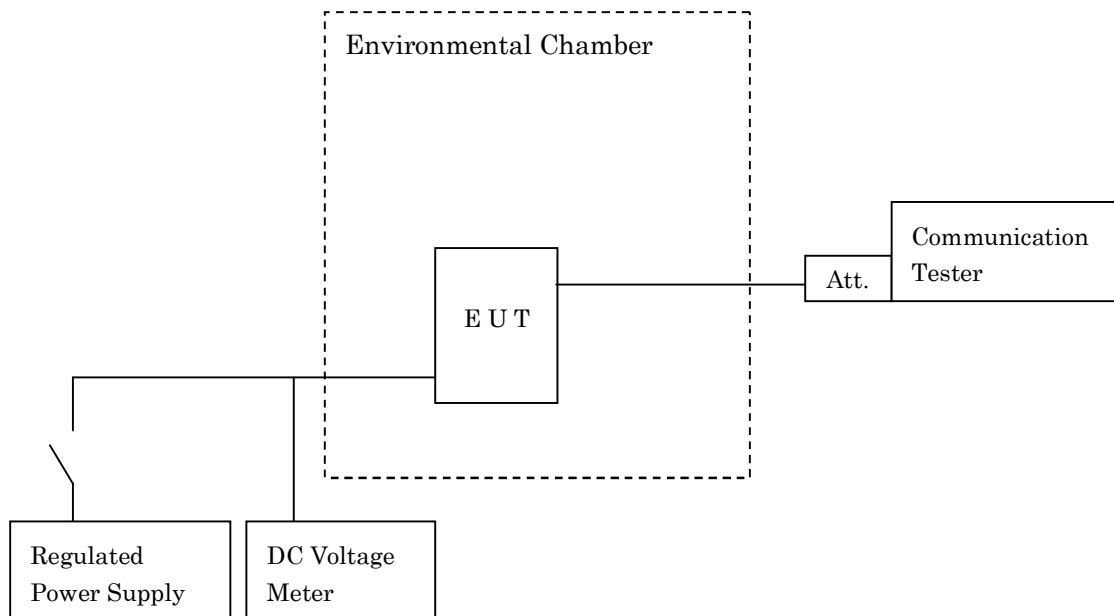 Environmental Chamber
Communication
Tester
Att.
E U T
Regulated
Power Supply
DC Voltage
Meter